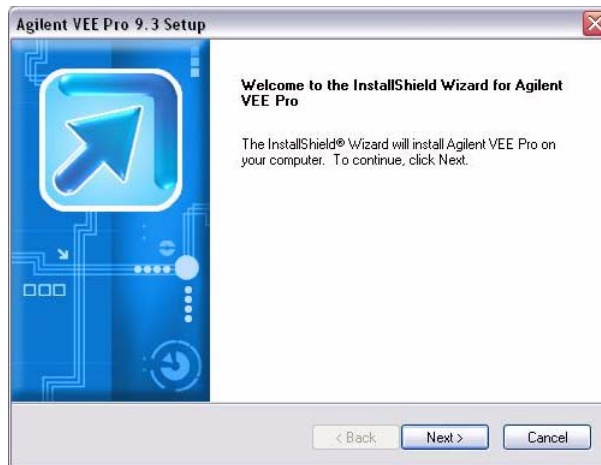 Agilent VEE Pro 9.3 Setup
Welcome to the InstallShield Wizard for Agilent
VEE Pro
The InstallShield® Wizard will install Agilent VEE Pro on
your computer. To continue, click Next.
< Back
Next >
Cancel